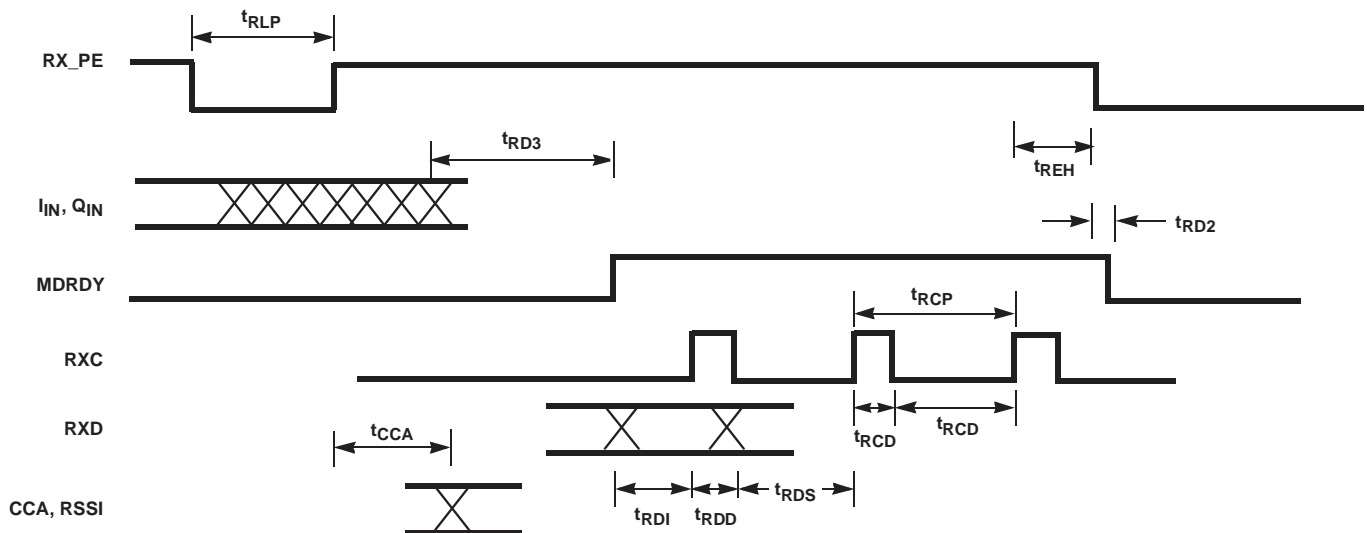 tRLP
RX_PE
tRD3
tREH
IIN, QIN
tRD2
MDRDY
tRCP
RXC
RXD
tCCA
tRCD
tRCD
tRDS
CCA, RSSI
tRDI
tRDD